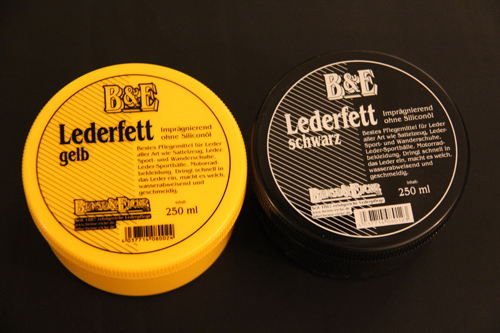 B&E
Lederfett
gelb
Imprägnierend
ohne Siliconöl
Bestes Pflegemittel für Leder
aller Art wie Sattelzeug, Leder-
Sport- und Wanderschuhe,
Leder-Sportbälle, Motorrad-
bekleidung. Dringt schnell in
das Leder ein, macht es weich,
wasserabweisend und
geschmeidig.
Inhalt:
250 ml
B&E
Lederfett
schwarz
Imprägnierend
ohne Siliconöl
Bestes Pflegemittel für Leder
aller Art wie Sattelzeug, Leder-
Sport- und Wanderschuhe,
Leder-Sportbälle, Motorrad-
bekleidung. Dringt schnell in
das Leder ein, macht es weich,
wasserabweisend und
geschmeidig.
Inhalt:
250 ml